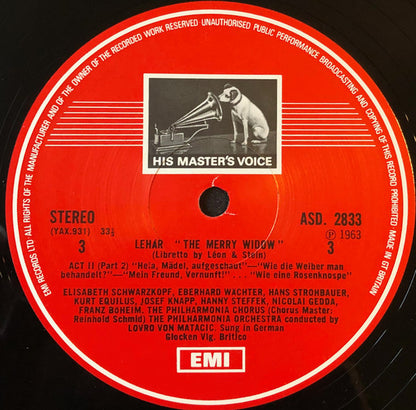 EMI RECORDS LTD ALL RIGHTS OF THE MANUFACTURER AND OF THE OWNER OF THE RECORDED WORK RESERVED UNAUTHORISED PUBLIC PERFORMANCE BROADCASTING AND COPYING OF THIS RECORD PROHIBITED MADE IN GT BRITAIN
HIS MASTER'S VOICE
STEREO
ASD. 2833
(YAX.931) 33⅓
℗ 1963
3
LEHÁR "THE MERRY WIDOW"
3
(Libretto by Léon & Stein)
ACT II (Part 2) "He'a, Mädel, aufgeschaut"—"Wie die Weiber man
behandelt?"—"Mein Freund, Vernunft!" . . . "Wie eine Rosenknospe"
ELISABETH SCHWARZKOPF, EBERHARD WÄCHTER, HANS STROHBAUER,
KURT EQUILUZ, JOSEF KNAPP, HANNY STEFFEK, NICOLAI GEDDA,
FRANZ BÖHEIM, THE PHILHARMONIA CHORUS (Chorus Master:
Reinhold Schmid) THE PHILHARMONIA ORCHESTRA conducted by
LOVRO VON MATAČIĆ Sung in German
Glocken Vlg. Britico
EMI